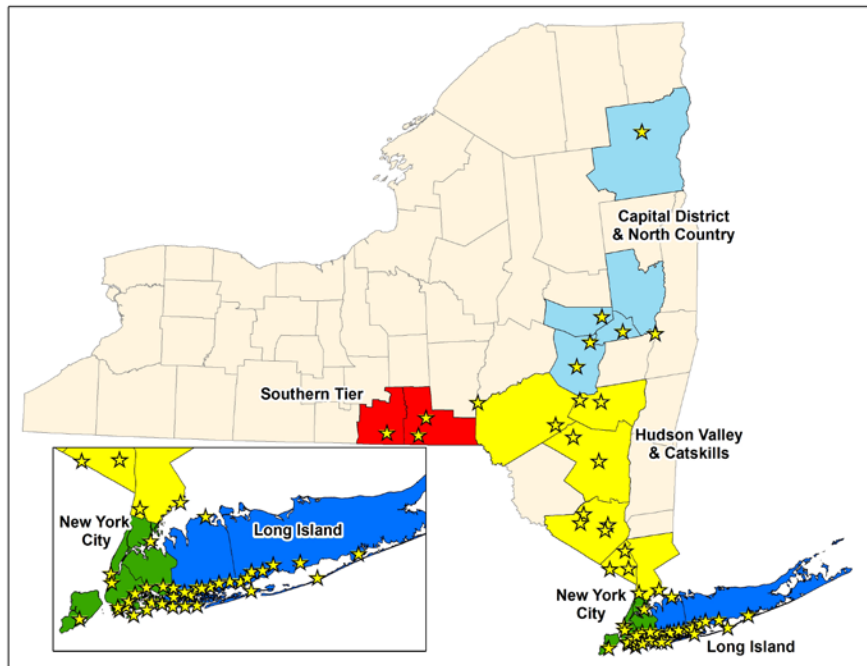 Capital District
& North Country
Southern Tier
Hudson Valley
& Catskills
New York
City
Long Island
New York
City
Long Island